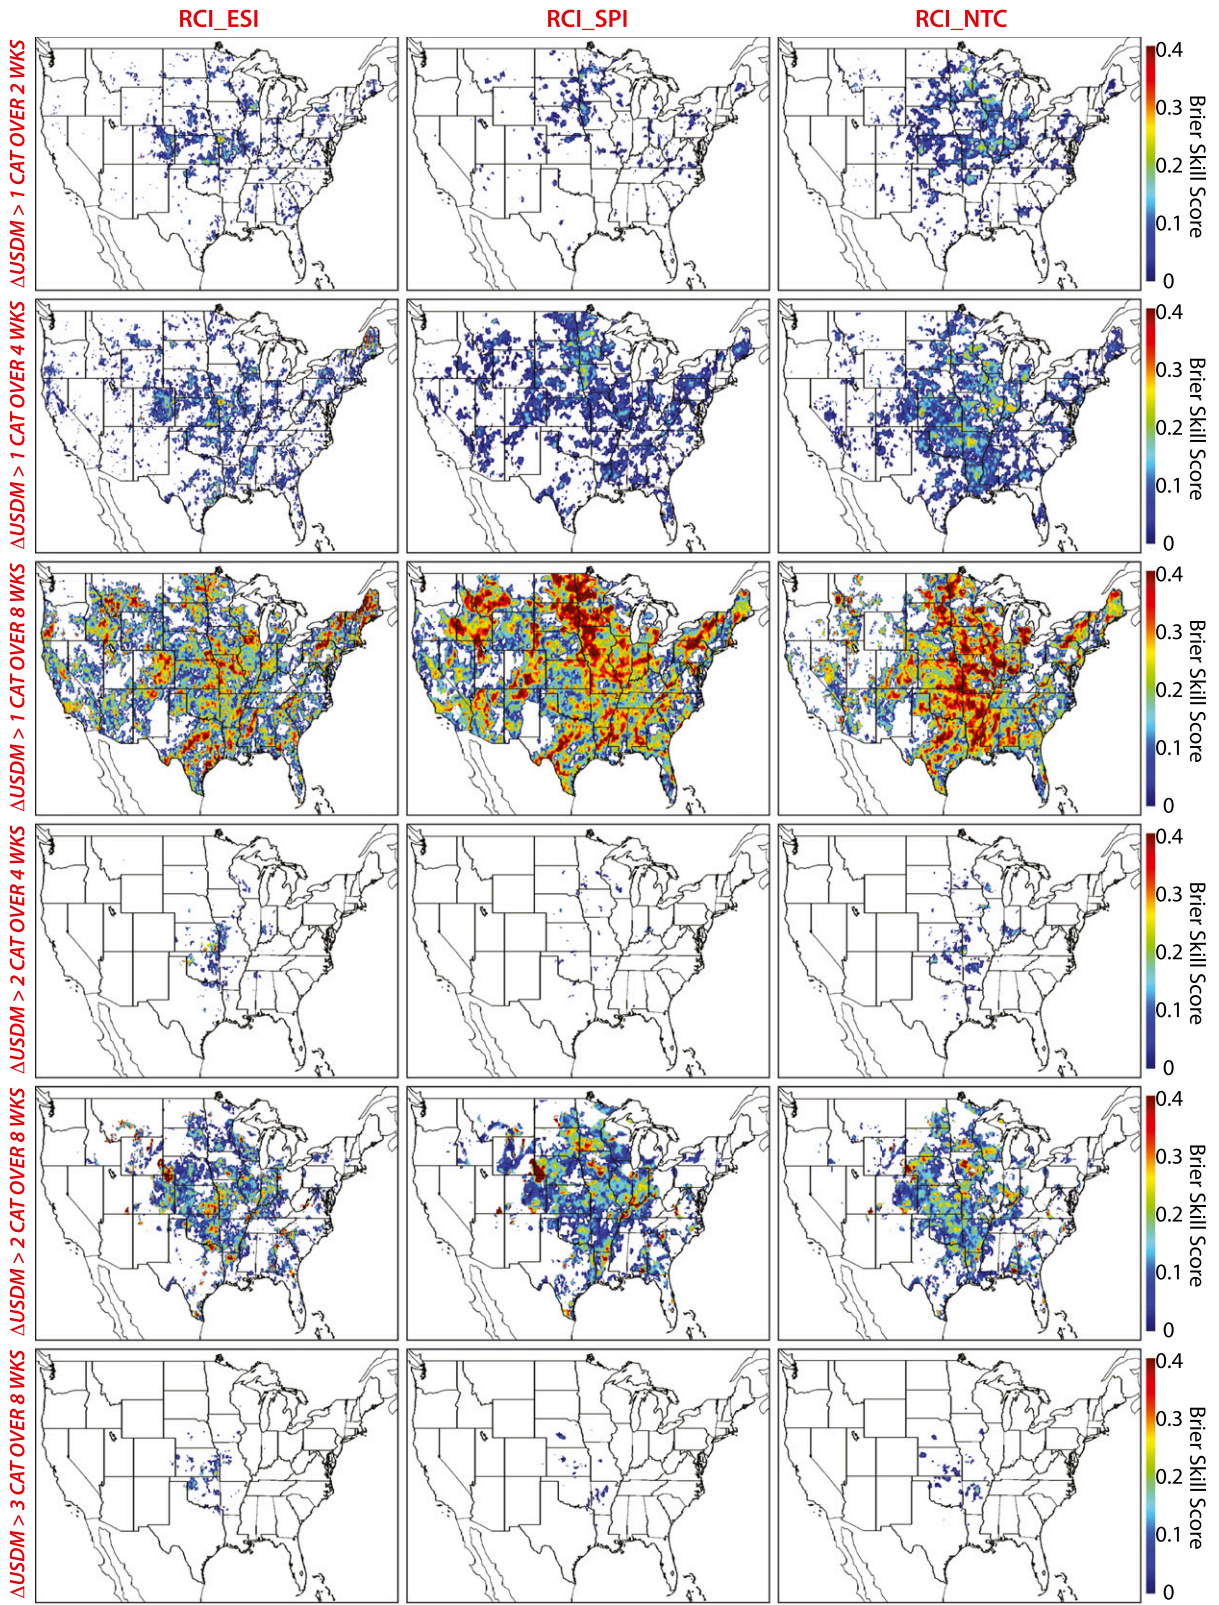 RCI_ESI
RCI_SPI
RCI_NTC
ΔUSDM > 1 CAT OVER 2 WKS
0.4
0.3
0.2
0.1
0
Brier Skill Score
ΔUSDM > 1 CAT OVER 4 WKS
0.4
0.3
0.2
0.1
0
Brier Skill Score
ΔUSDM > 1 CAT OVER 8 WKS
0.4
0.3
0.2
0.1
0
Brier Skill Score
ΔUSDM > 2 CAT OVER 4 WKS
0.4
0.3
0.2
0.1
0
Brier Skill Score
ΔUSDM > 2 CAT OVER 8 WKS
0.4
0.3
0.2
0.1
0
Brier Skill Score
ΔUSDM > 3 CAT OVER 8 WKS
0.4
0.3
0.2
0.1
0
Brier Skill Score